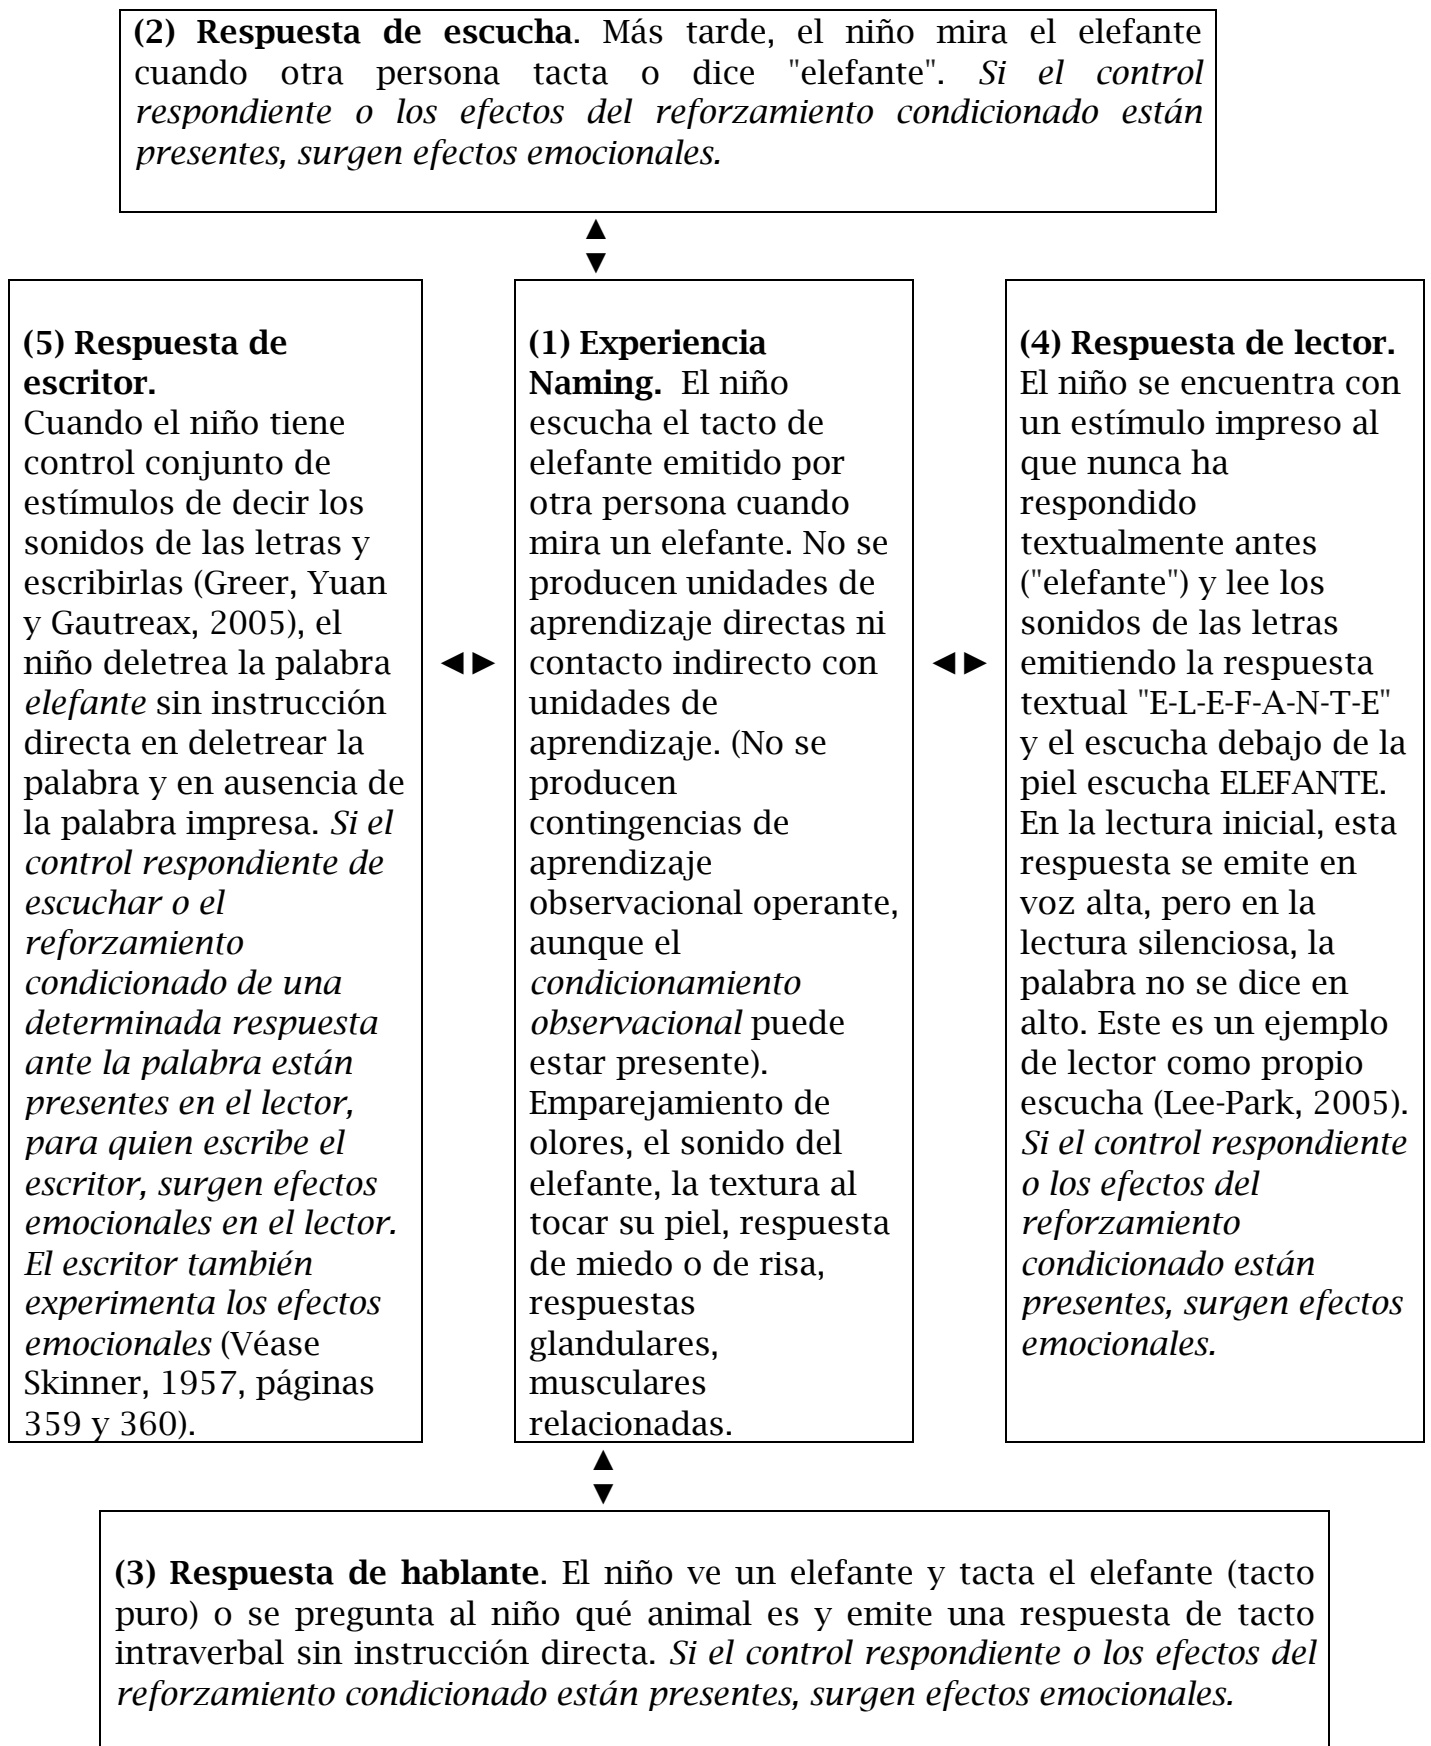 (2) Respuesta de escucha. Más tarde, el niño mira el elefante
cuando otra persona tacta o dice "elefante". Si el control
respondiente o los efectos del reforzamiento condicionado están
presentes, surgen efectos emocionales.
(5) Respuesta de
escritor.
Cuando el niño tiene
control conjunto de
estímulos de decir los
sonidos de las letras y
escribirlas (Greer, Yuan
y Gautreax, 2005), el
niño deletrea la palabra
elefante sin instrucción
directa en deletrear la
palabra y en ausencia de
la palabra impresa. Si el
control respondiente de
escuchar o el
reforzamiento
condicionado de una
determinada respuesta
ante la palabra están
presentes en el lector,
para quien escribe el
escritor, surgen efectos
emocionales en el lector.
El escritor también
experimenta los efectos
emocionales (Véase
Skinner, 1957, páginas
359 y 360).
(1) Experiencia
Naming. El niño
escucha el tacto de
elefante emitido por
otra persona cuando
mira un elefante. No se
producen unidades de
aprendizaje directas ni
contacto indirecto con
unidades de
aprendizaje. (No se
producen
contingencias de
aprendizaje
observacional operante,
aunque el
condicionamiento
observacional puede
estar presente).
Emparejamiento de
olores, el sonido del
elefante, la textura al
tocar su piel, respuesta
de miedo o de risa,
respuestas
glandulares,
musculares
relacionadas.
(4) Respuesta de lector.
El niño se encuentra con
un estímulo impreso al
que nunca ha
respondido
textualmente antes
("elefante") y lee los
sonidos de las letras
emitiendo la respuesta
textual "E-L-E-F-A-N-T-E"
y el escucha debajo de la
piel escucha ELEFANTE.
En la lectura inicial, esta
respuesta se emite en
voz alta, pero en la
lectura silenciosa, la
palabra no se dice en
alto. Este es un ejemplo
de lector como propio
escucha (Lee-Park, 2005).
Si el control respondiente
o los efectos del
reforzamiento
condicionado están
presentes, surgen efectos
emocionales.
(3) Respuesta de hablante. El niño ve un elefante y tacta el elefante (tacto
puro) o se pregunta al niño qué animal es y emite una respuesta de tacto
intraverbal sin instrucción directa. Si el control respondiente o los efectos del
reforzamiento condicionado están presentes, surgen efectos emocionales.